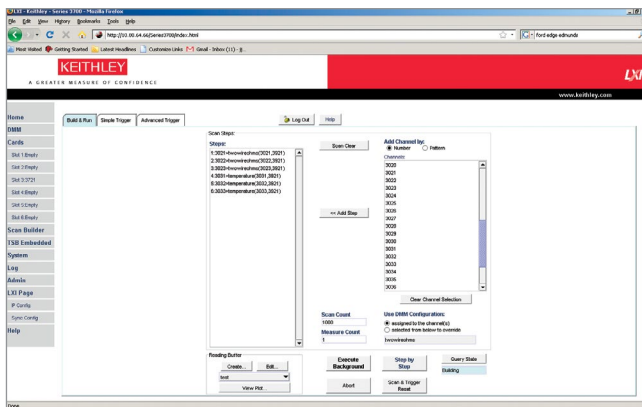 LXI - Keithley - Series 3700 - Mozilla Firefox
File Edit View History Bookmarks Tools Help
http://10.80.64.66/Series3700/index.html
ford edge edmunds
Most Visited Getting Started Latest Headlines Customize Links Gmail - Inbox (11) - jj...
KEITHLEY
A GREATER MEASURE OF CONFIDENCE
LXI
www.keithley.com
Home
DMM
Cards
Slot 1:Empty
Slot 2:Empty
Slot 3:3721
Slot 4:Empty
Slot 5:Empty
Slot 6:Empty
Scan Builder
TSB Embedded
System
Log
Admin
LXI Page
IP Config
Sync Config
Help
Build & Run Simple Trigger Advanced Trigger Log Out Help
Scan Steps:
Steps:
1:3021=twowireohms(3021,3921)
2:3022=twowireohms(3022,3921)
3:3023=twowireohms(3023,3921)
4:3031=temperature(3031,3921)
5:3032=temperature(3032,3921)
6:3033=temperature(3033,3921)
Scan Clear
<< Add Step
Add Channel by:
Number Pattern
Channels
3020
3021
3022
3023
3024
3025
3026
3027
3028
3029
3030
3031
3032
3033
3034
3035
3036
Clear Channel Selection
Scan Count
1000
Measure Count
1
Use DMM Configuration:
assigned to the channel(s)
selected from below to override
twowireohms
Reading Buffer
Create... Edit...
test
View Plot...
Execute Background
Step by Step
Query State
Building
Abort
Scan & Trigger Reset
Done